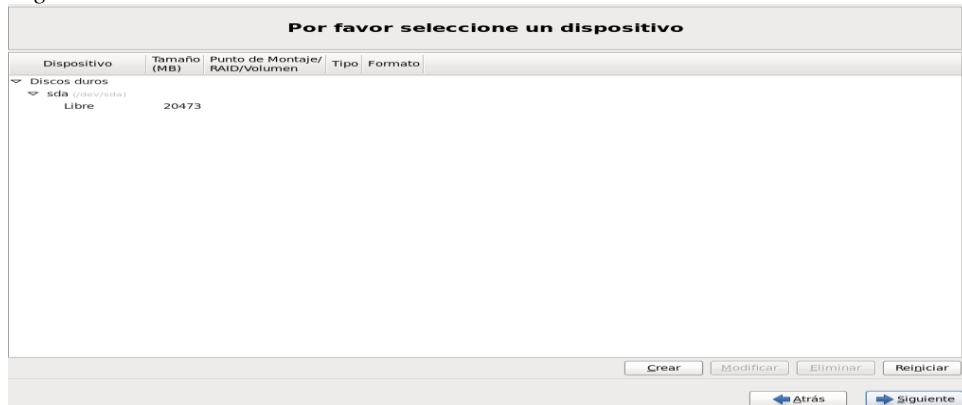 Por favor seleccione un dispositivo
Dispositivo Tamaño (MB) Punto de Montaje/ RAID/Volumen Tipo Formato
Discos duros
sda (/dev/sda)
Libre 20473
Crear Modificar Eliminar Reiniciar
Atrás Siguiente